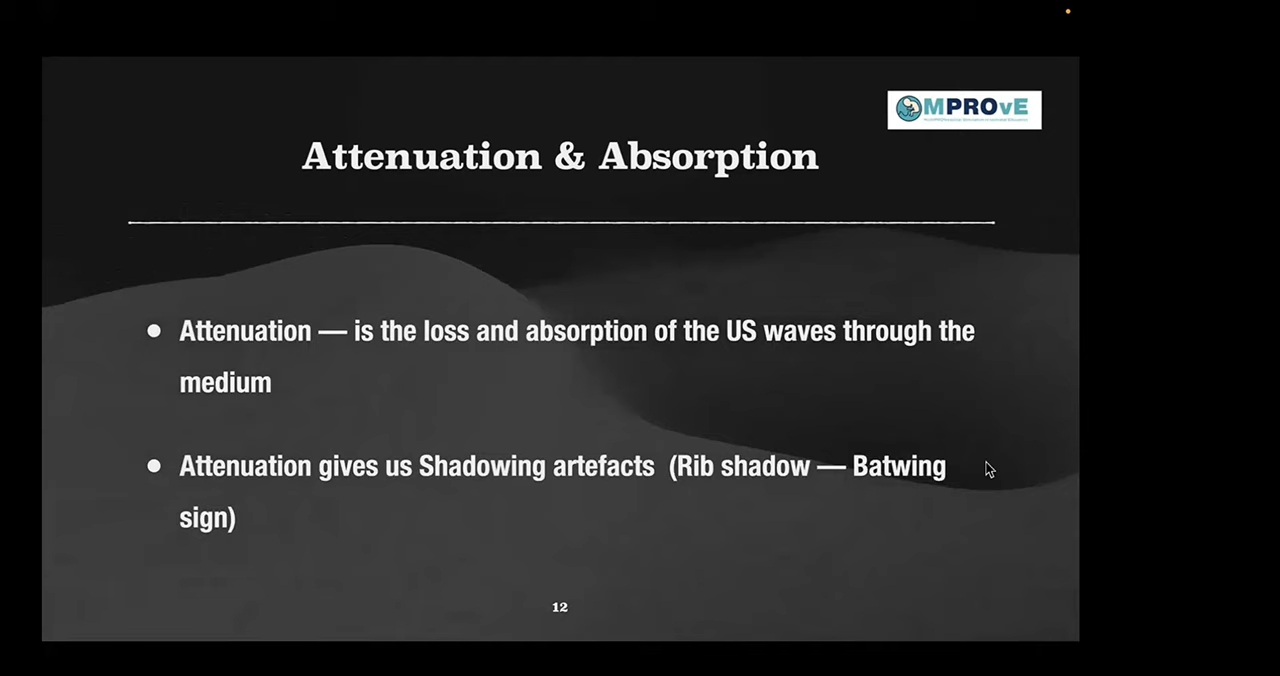 MPROvE
Attenuation & Absorption
● Attenuation — is the loss and absorption of the US waves through the
medium
● Attenuation gives us Shadowing artefacts (Rib shadow — Batwing
sign)
12